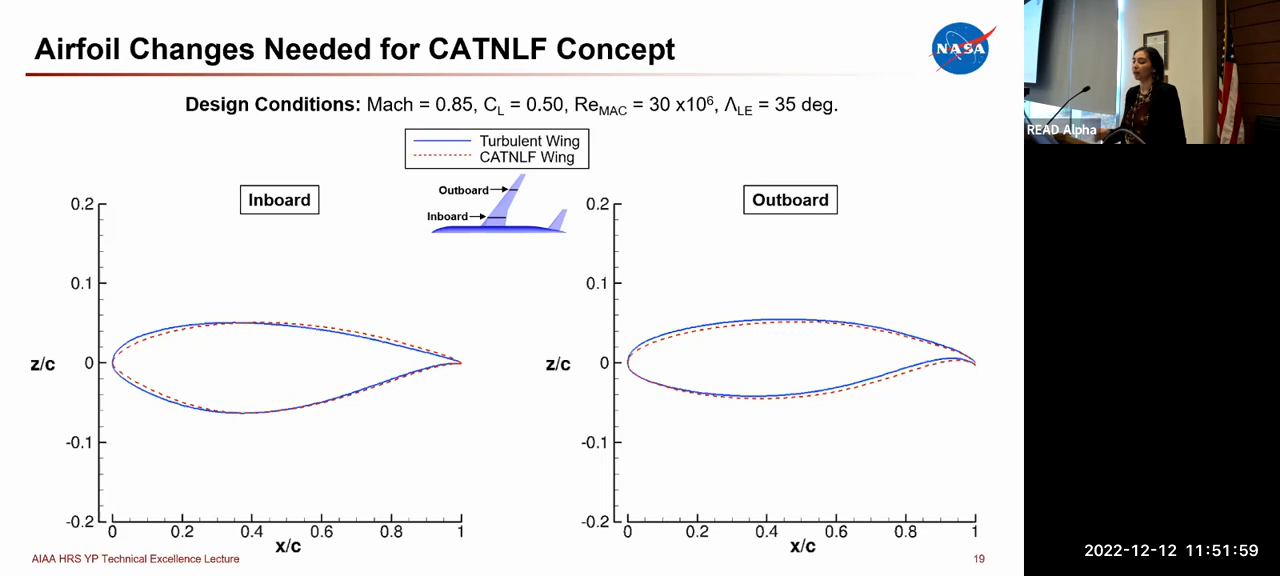 Airfoil Changes Needed for CATNLF Concept
NASA
Design Conditions: Mach = 0.85, C_L = 0.50, Re_MAC = 30 x10⁶, Λ_LE = 35 deg.
Turbulent Wing
CATNLF Wing
Inboard
Outboard
Inboard
Outboard
0.2
0.1
0
-0.1
-0.2
z/c
0 0.2 0.4 0.6 0.8 1
x/c
0.2
0.1
0
-0.1
-0.2
z/c
0 0.2 0.4 0.6 0.8 1
x/c
AIAA HRS YP Technical Excellence Lecture
19
READ Alpha
2022-12-12 11:51:59